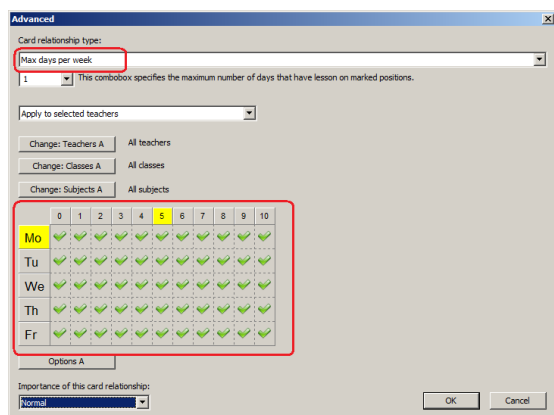 Advanced
Card relationship type:
Max days per week
1 This combobox specifies the maximum number of days that have lesson on marked positions.
Apply to selected teachers
Change: Teachers A All teachers
Change: Classes A All classes
Change: Subjects A All subjects
0 1 2 3 4 5 6 7 8 9 10
Mo
Tu
We
Th
Fr
Options A
Importance of this card relationship:
Normal
OK Cancel